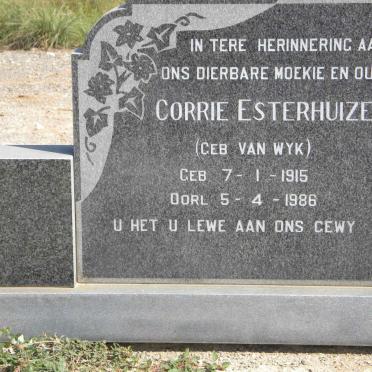 IN TERE HERINNERING AA
ONS DIERBARE MOEKIE EN OU
CORRIE ESTERHUIZE
(GEB VAN WYK)
GEB 7-1-1915
OORL 5-4-1986
U HET U LEWE AAN ONS GEWY